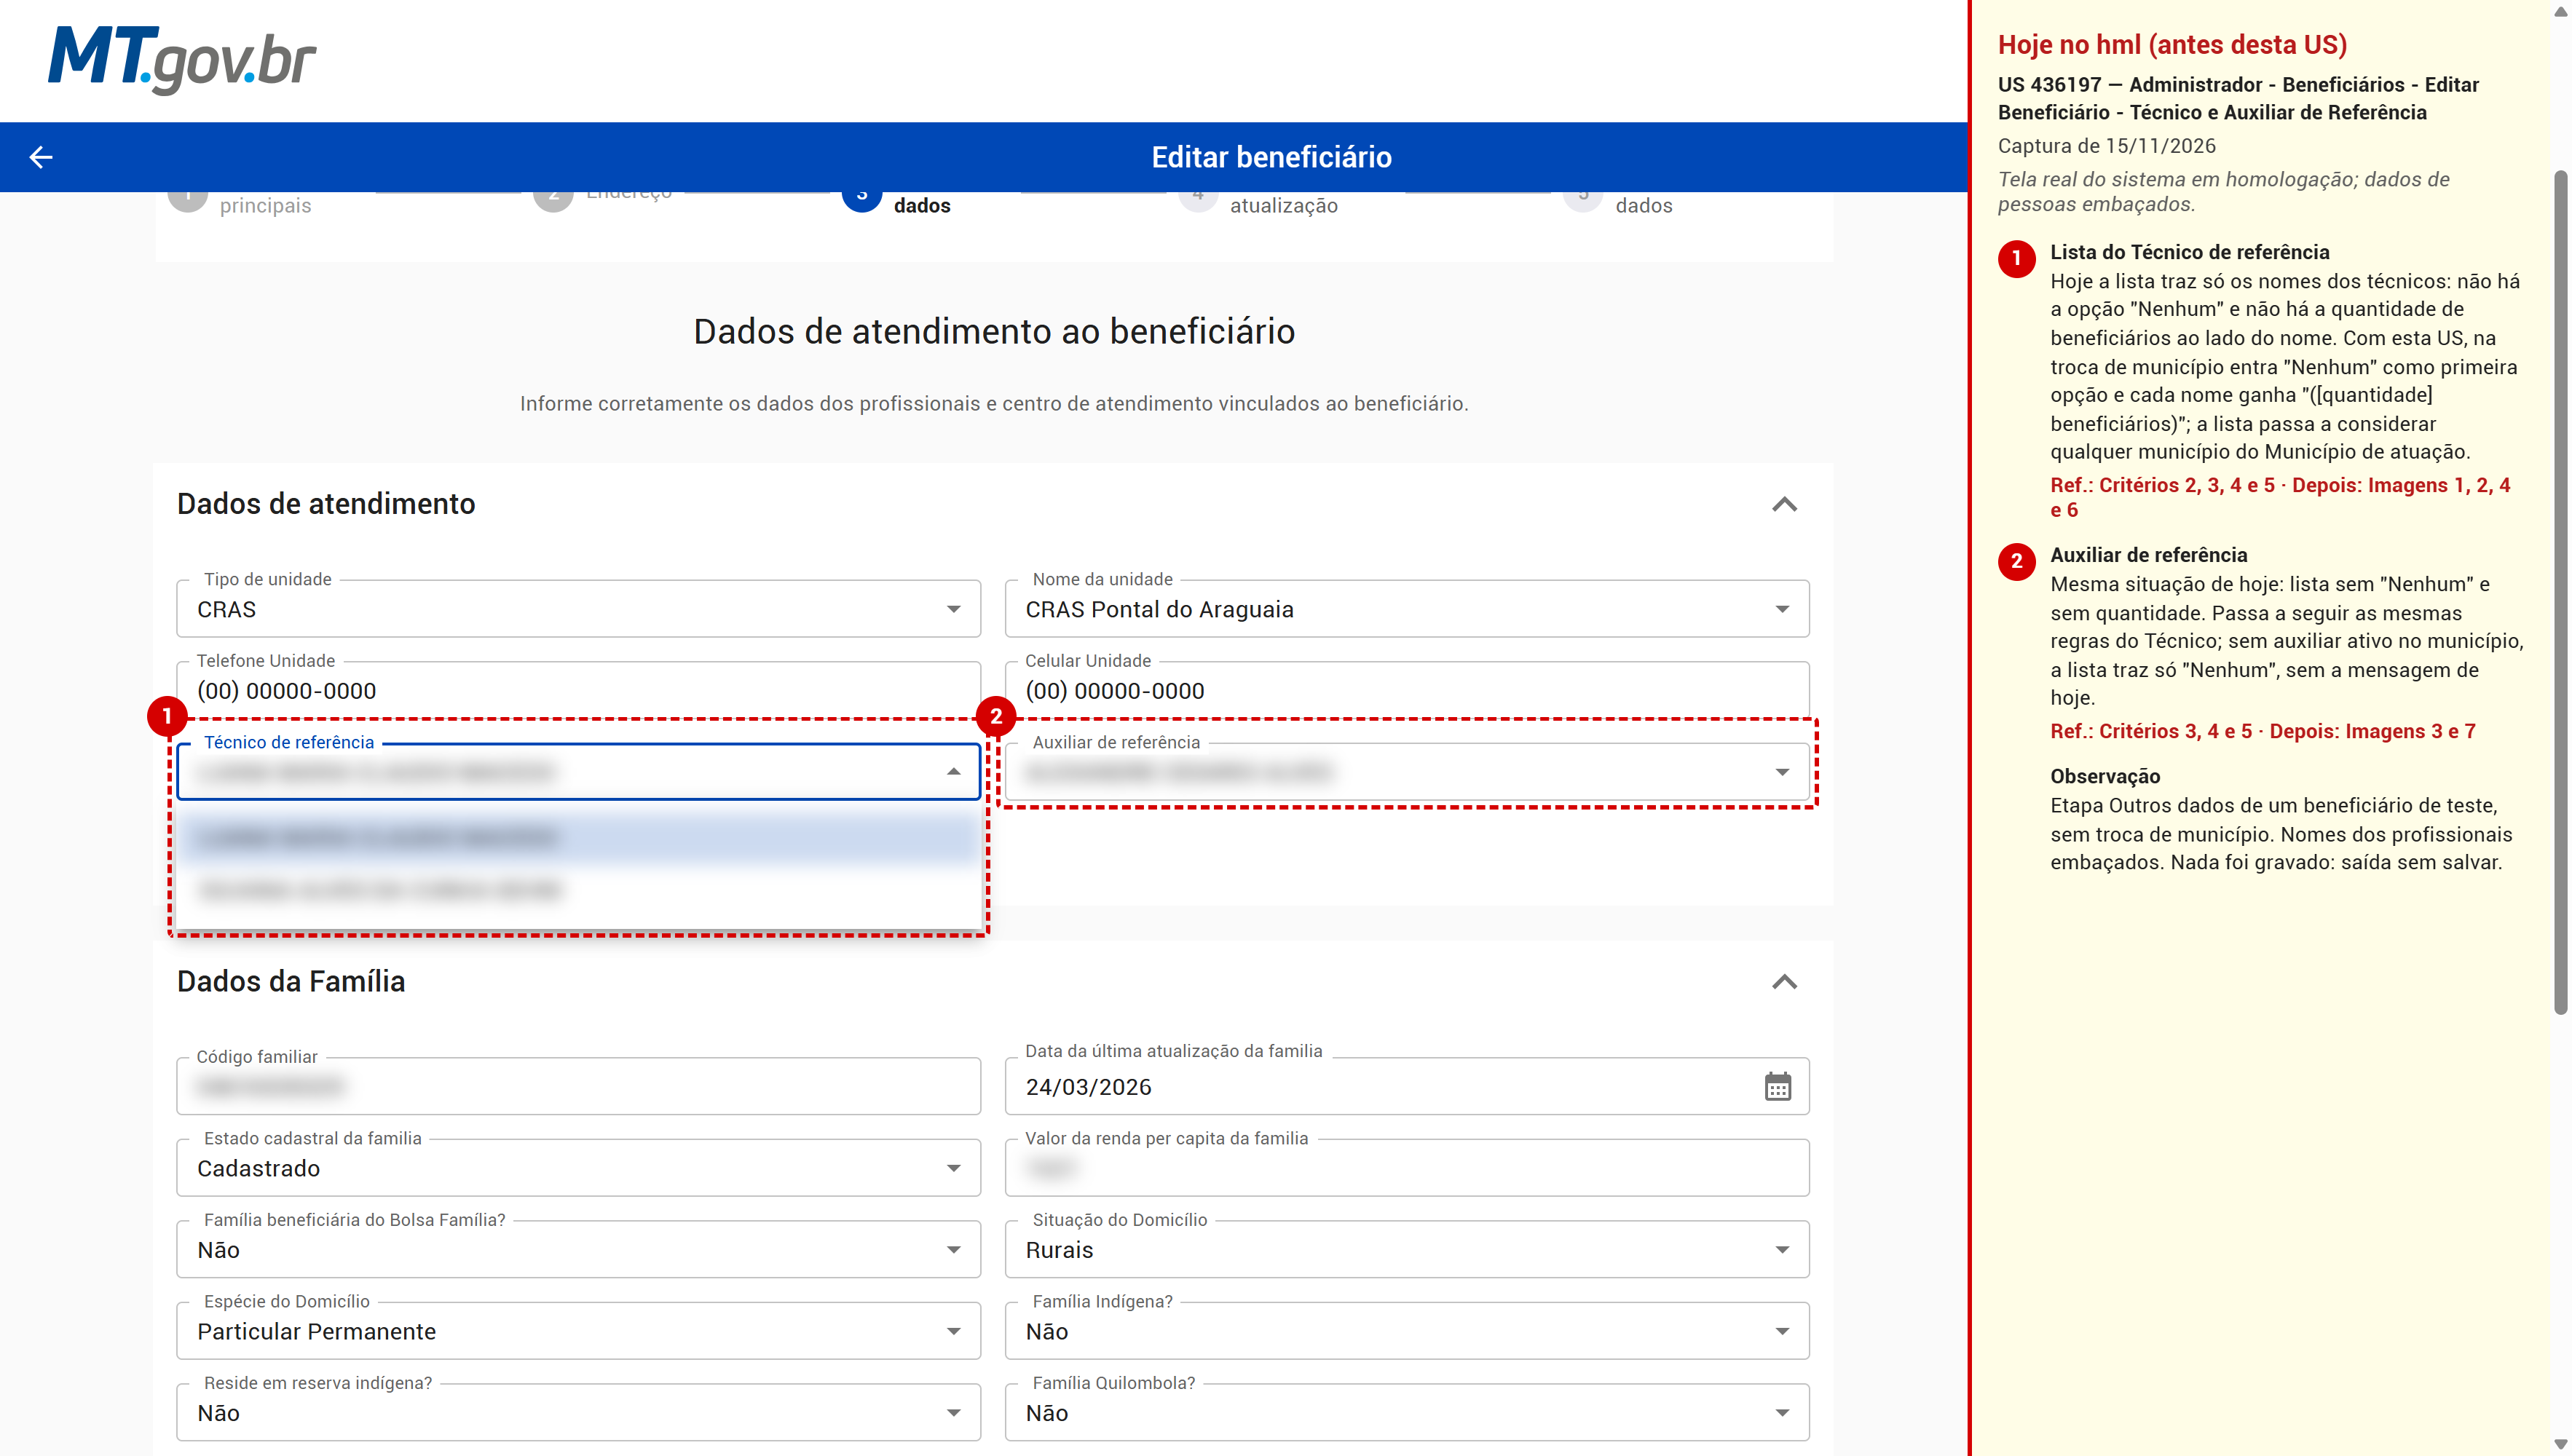 MT.gov.br
Editar beneficiário
1 principais
2 Endereço
3 dados
4 atualização
5 dados
Dados de atendimento ao beneficiário
Informe corretamente os dados dos profissionais e centro de atendimento vinculados ao beneficiário.
Dados de atendimento
Tipo de unidade
CRAS
Nome da unidade
CRAS Pontal do Araguaia
Telefone Unidade
(00) 00000-0000
Celular Unidade
(00) 00000-0000
1
Técnico de referência
2
Auxiliar de referência
Dados da Família
Código familiar
Data da última atualização da familia
24/03/2026
Estado cadastral da familia
Cadastrado
Valor da renda per capita da familia
Família beneficiária do Bolsa Família?
Não
Situação do Domicílio
Rurais
Espécie do Domicílio
Particular Permanente
Família Indígena?
Não
Reside em reserva indígena?
Não
Família Quilombola?
Não
Hoje no hml (antes desta US)
US 436197 — Administrador - Beneficiários - Editar
Beneficiário - Técnico e Auxiliar de Referência
Captura de 15/11/2026
Tela real do sistema em homologação; dados de
pessoas embaçados.
1 Lista do Técnico de referência
Hoje a lista traz só os nomes dos técnicos: não há
a opção "Nenhum" e não há a quantidade de
beneficiários ao lado do nome. Com esta US, na
troca de município entra "Nenhum" como primeira
opção e cada nome ganha "([quantidade]
beneficiários)"; a lista passa a considerar
qualquer município do Município de atuação.
Ref.: Critérios 2, 3, 4 e 5 · Depois: Imagens 1, 2, 4
e 6
2 Auxiliar de referência
Mesma situação de hoje: lista sem "Nenhum" e
sem quantidade. Passa a seguir as mesmas
regras do Técnico; sem auxiliar ativo no município,
a lista traz só "Nenhum", sem a mensagem de
hoje.
Ref.: Critérios 3, 4 e 5 · Depois: Imagens 3 e 7
Observação
Etapa Outros dados de um beneficiário de teste,
sem troca de município. Nomes dos profissionais
embaçados. Nada foi gravado: saída sem salvar.